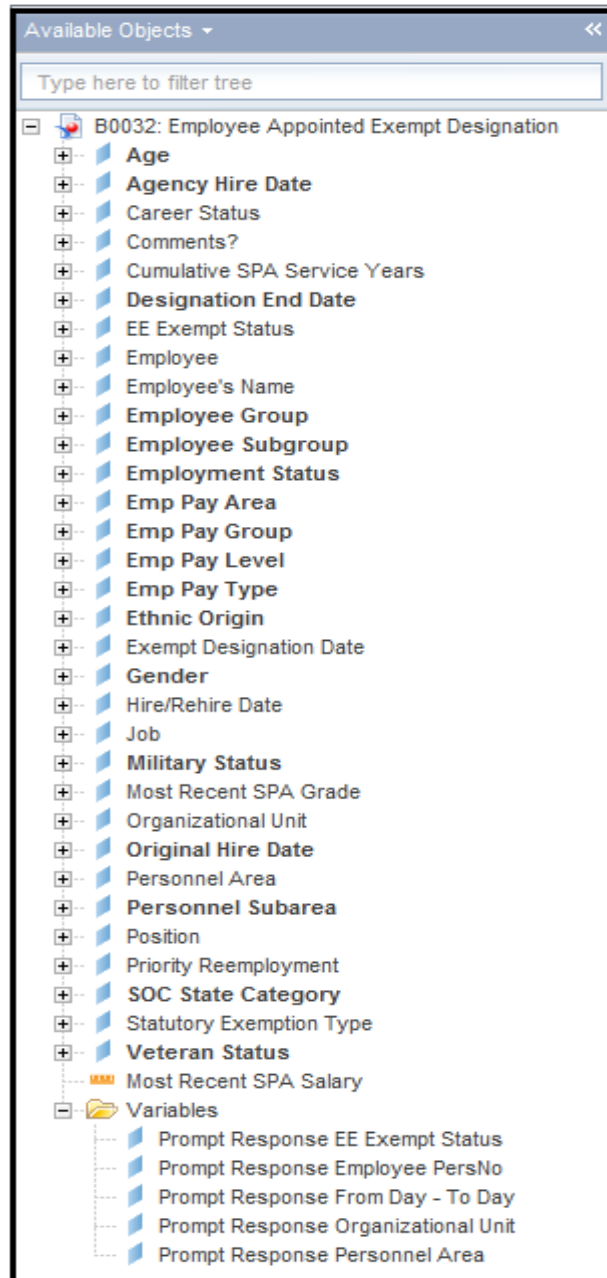 Available Objects
Type here to filter tree
B0032: Employee Appointed Exempt Designation
Age
Agency Hire Date
Career Status
Comments?
Cumulative SPA Service Years
Designation End Date
EE Exempt Status
Employee
Employee's Name
Employee Group
Employee Subgroup
Employment Status
Emp Pay Area
Emp Pay Group
Emp Pay Level
Emp Pay Type
Ethnic Origin
Exempt Designation Date
Gender
Hire/Rehire Date
Job
Military Status
Most Recent SPA Grade
Organizational Unit
Original Hire Date
Personnel Area
Personnel Subarea
Position
Priority Reemployment
SOC State Category
Statutory Exemption Type
Veteran Status
Most Recent SPA Salary
Variables
Prompt Response EE Exempt Status
Prompt Response Employee PersNo
Prompt Response From Day - To Day
Prompt Response Organizational Unit
Prompt Response Personnel Area